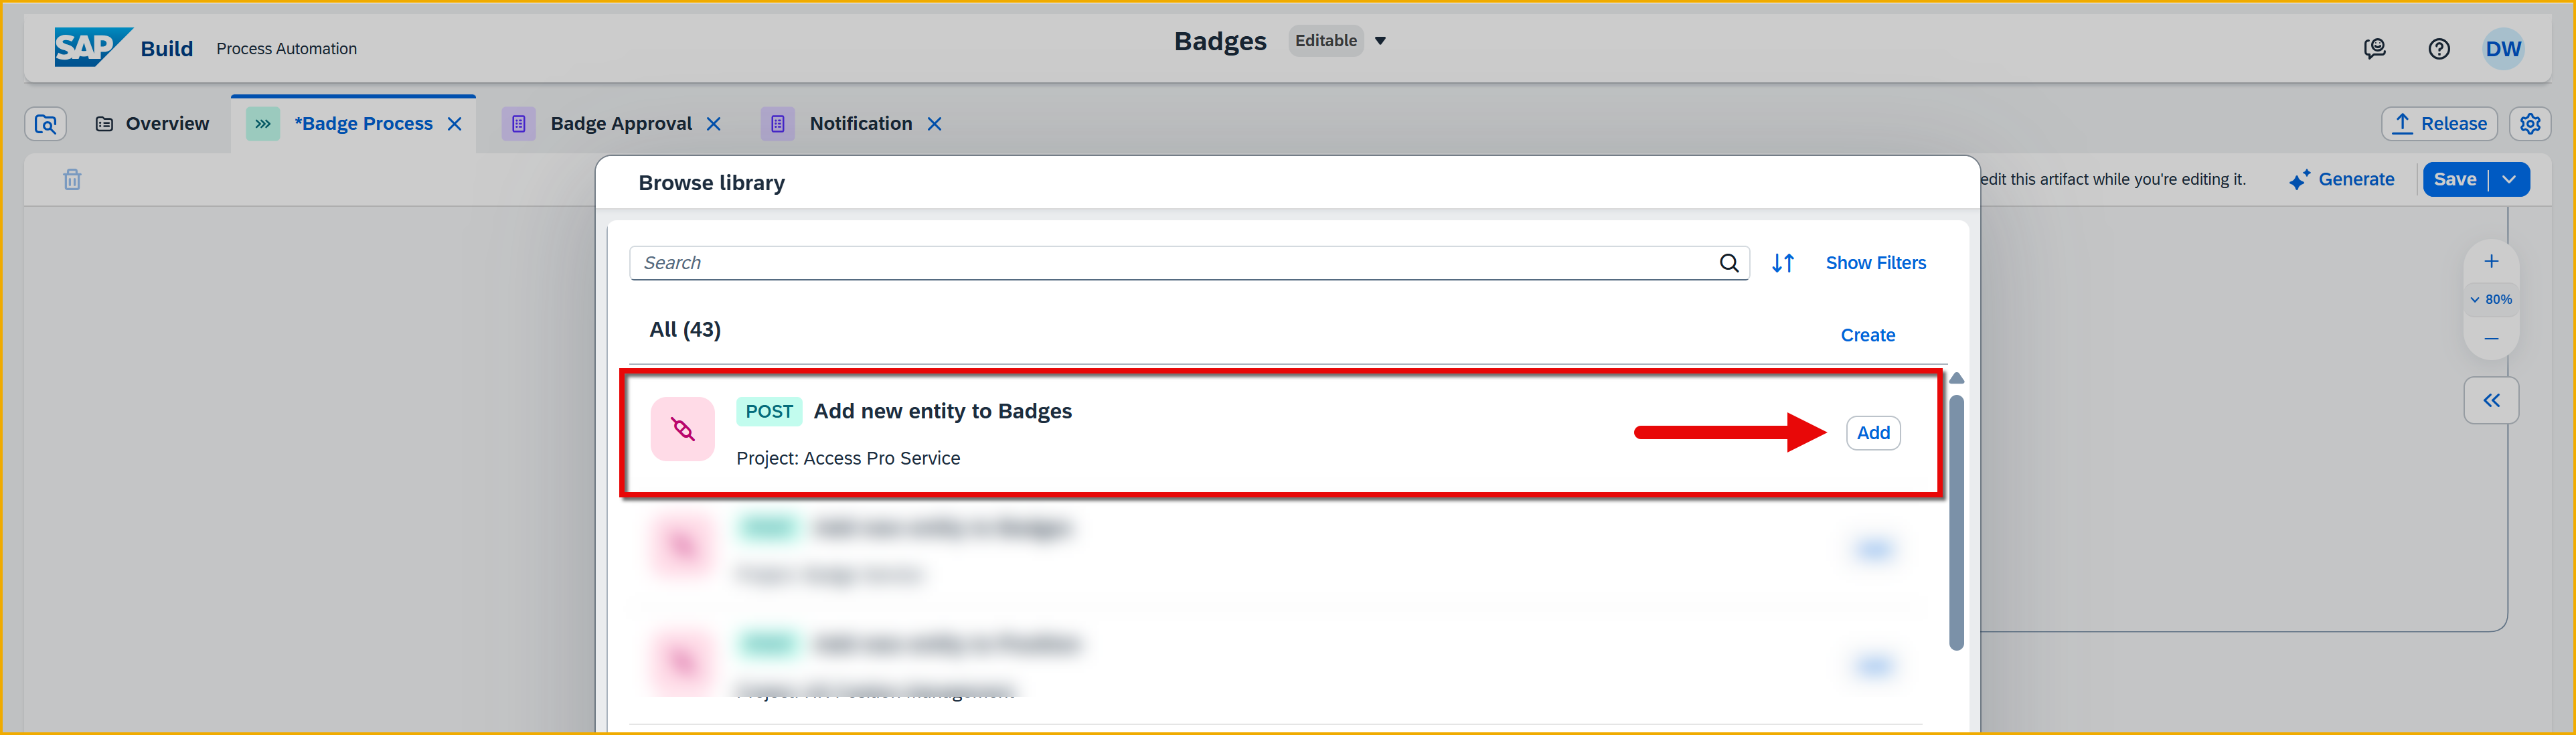 SAP Build Process Automation
Badges Editable
DW
Overview
*Badge Process
Badge Approval
Notification
Release
Browse library
edit this artifact while you're editing it.
Generate
Save
Search
Show Filters
80%
All (43)
Create
POST Add new entity to Badges
Project: Access Pro Service
Add